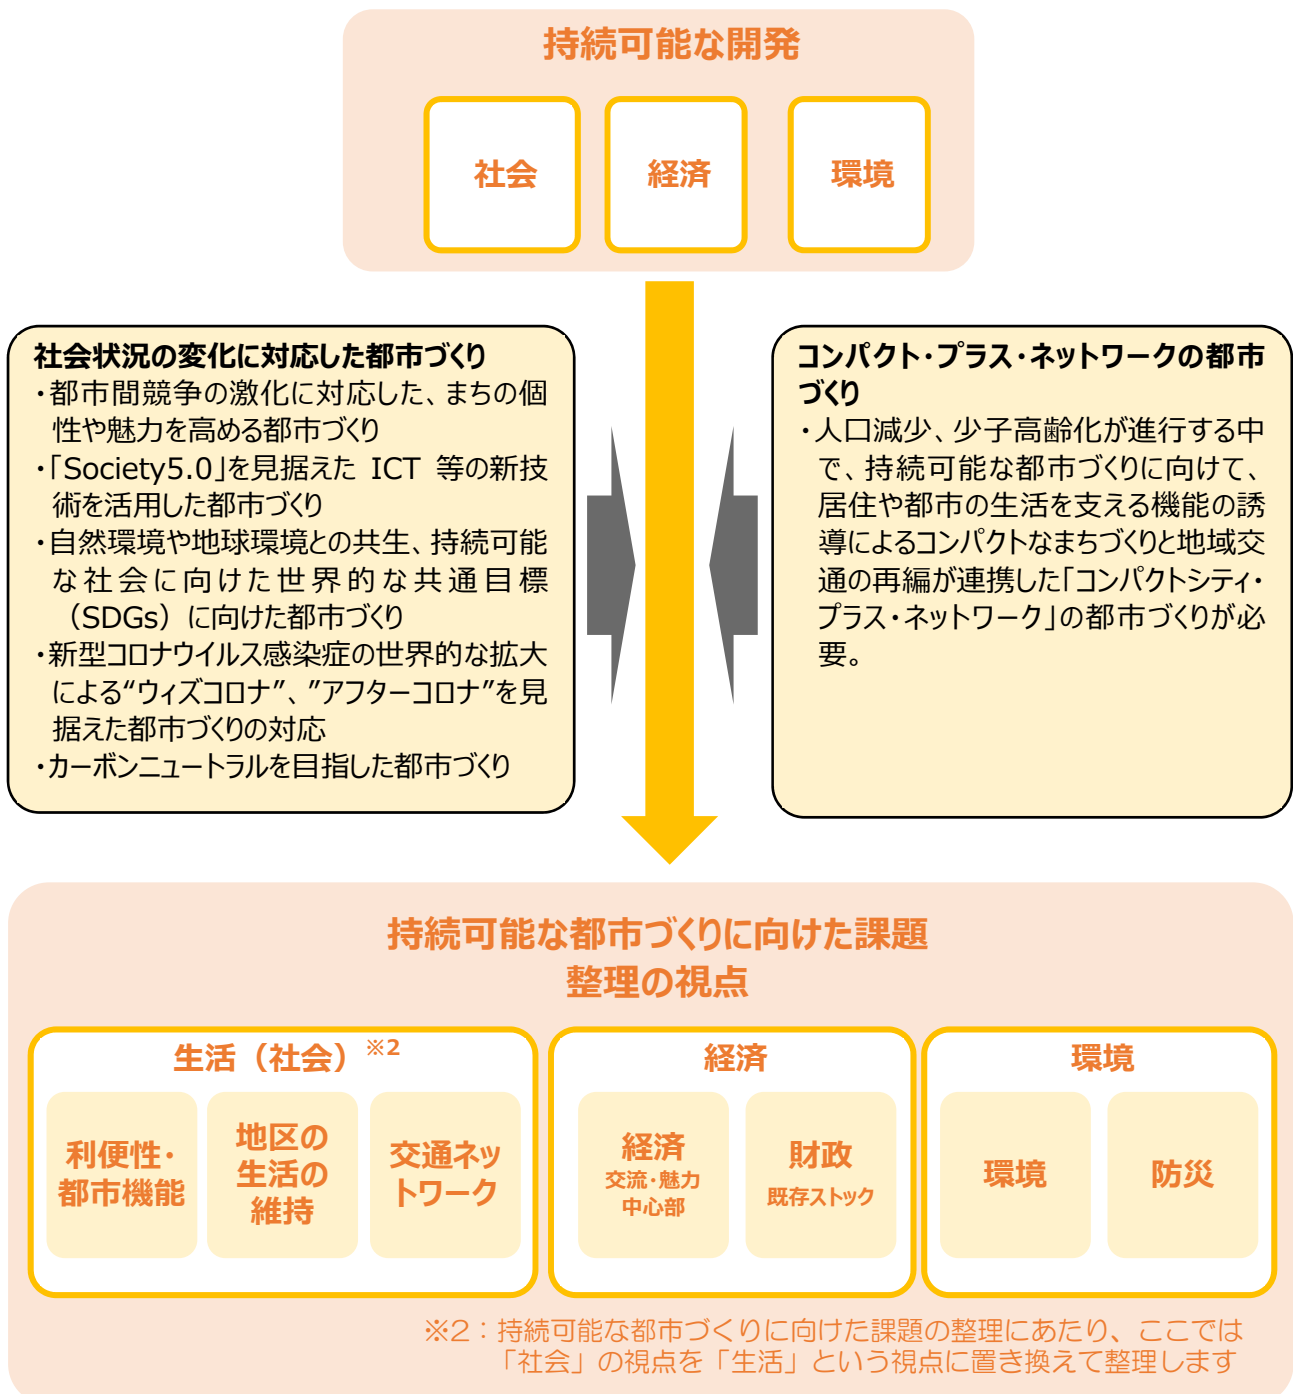 持続可能な開発
社会
経済
環境
社会状況の変化に対応した都市づくり
・都市間競争の激化に対応した、まちの個
性や魅力を高める都市づくり
・「Society5.0」を見据えた ICT 等の新技
術を活用した都市づくり
・自然環境や地球環境との共生、持続可能
な社会に向けた世界的な共通目標
（SDGs）に向けた都市づくり
・新型コロナウイルス感染症の世界的な拡大
による“ウィズコロナ”、”アフターコロナ”を見
据えた都市づくりの対応
・カーボンニュートラルを目指した都市づくり
コンパクト・プラス・ネットワークの都市
づくり
・人口減少、少子高齢化が進行する中
で、持続可能な都市づくりに向けて、
居住や都市の生活を支える機能の誘
導によるコンパクトなまちづくりと地域交
通の再編が連携した「コンパクトシティ・
プラス・ネットワーク」の都市づくりが必
要。
持続可能な都市づくりに向けた課題
整理の視点
生活（社会）※2
利便性・
都市機能
地区の
生活の
維持
交通ネッ
トワーク
経済
経済
交流・魅力
中心部
財政
既存ストック
環境
環境
防災
※2：持続可能な都市づくりに向けた課題の整理にあたり、ここでは
「社会」の視点を「生活」という視点に置き換えて整理します